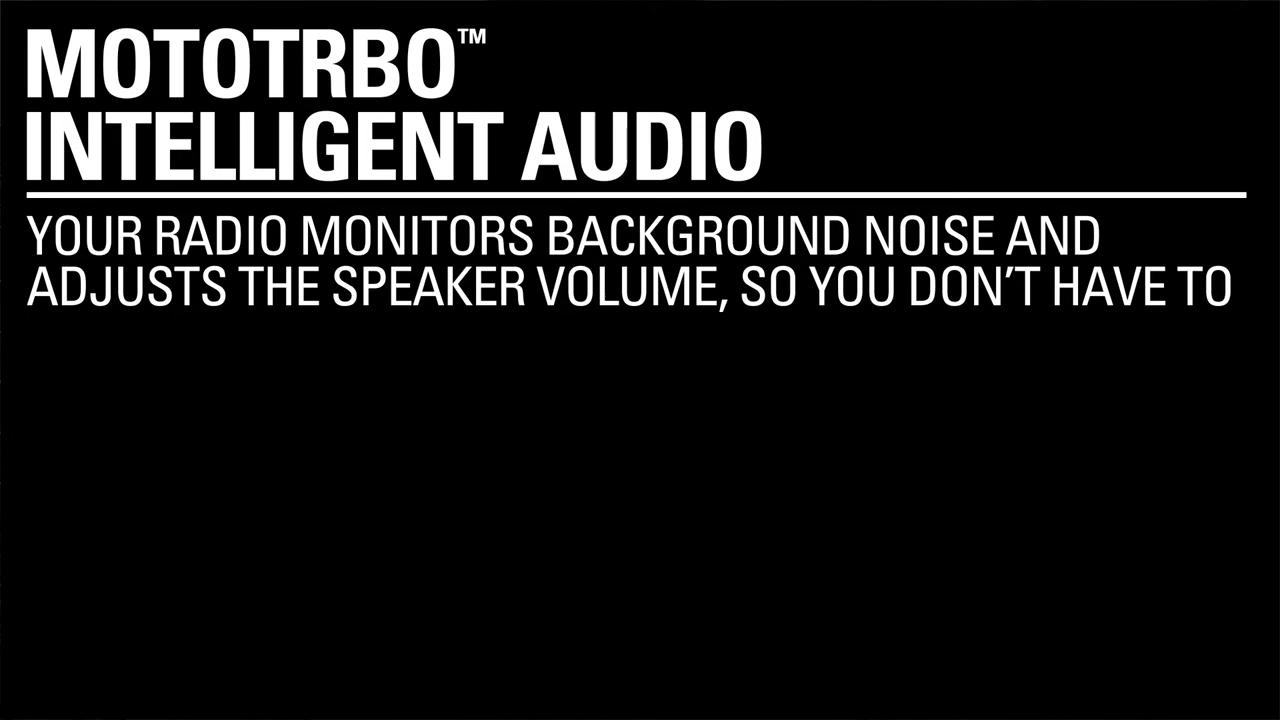 MOTOTRBO™
INTELLIGENT AUDIO
YOUR RADIO MONITORS BACKGROUND NOISE AND
ADJUSTS THE SPEAKER VOLUME, SO YOU DON’T HAVE TO